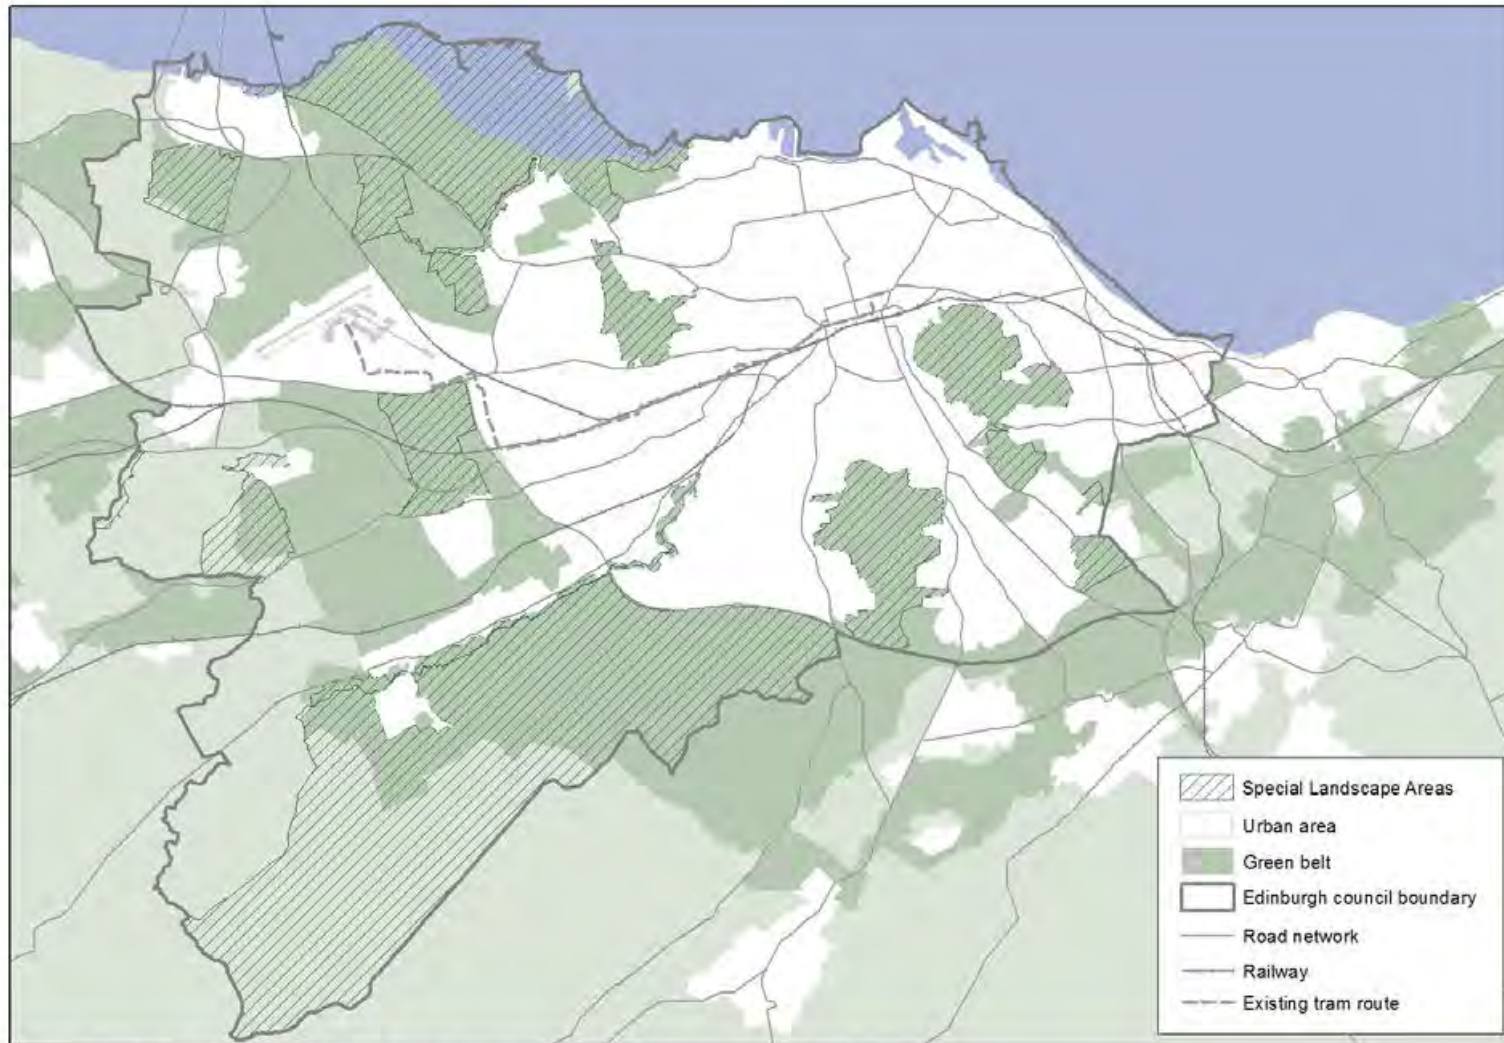 Special Landscape Areas
Urban area
Green belt
Edinburgh council boundary
Road network
Railway
Existing tram route